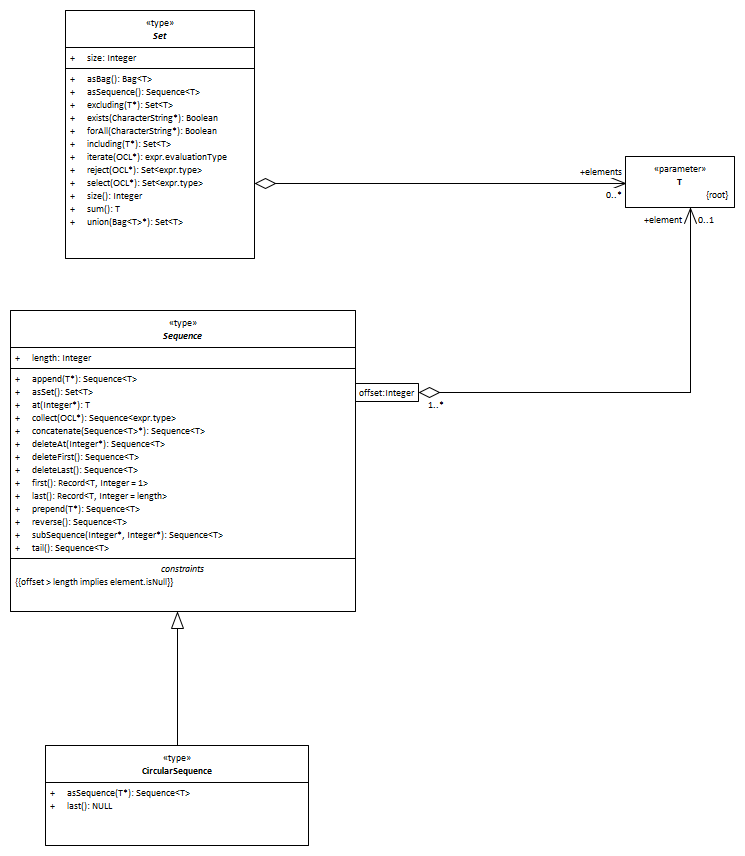 «type»
Set
+ size: Integer
+ asBag(): Bag<T>
+ asSequence(): Sequence<T>
+ excluding(T*): Set<T>
+ exists(CharacterString*): Boolean
+ forAll(CharacterString*): Boolean
+ including(T*): Set<T>
+ iterate(OCL*): expr.evaluationType
+ reject(OCL*): Set<expr.type>
+ select(OCL*): Set<expr.type>
+ size(): Integer
+ sum(): T
+ union(Bag<T>*): Set<T>
+elements
0..*
«parameter»
T
{root}
+element
0..1
«type»
Sequence
+ length: Integer
+ append(T*): Sequence<T>
+ asSet(): Set<T>
+ at(Integer*): T
+ collect(OCL*): Sequence<expr.type>
+ concatenate(Sequence<T>*): Sequence<T>
+ deleteAt(Integer*): Sequence<T>
+ deleteFirst(): Sequence<T>
+ deleteLast(): Sequence<T>
+ first(): Record<T, Integer = 1>
+ last(): Record<T, Integer = length>
+ prepend(T*): Sequence<T>
+ reverse(): Sequence<T>
+ subSequence(Integer*, Integer*): Sequence<T>
+ tail(): Sequence<T>
constraints
{{offset > length implies element.isNull}}
offset:Integer
1..*
«type»
CircularSequence
+ asSequence(T*): Sequence<T>
+ last(): NULL